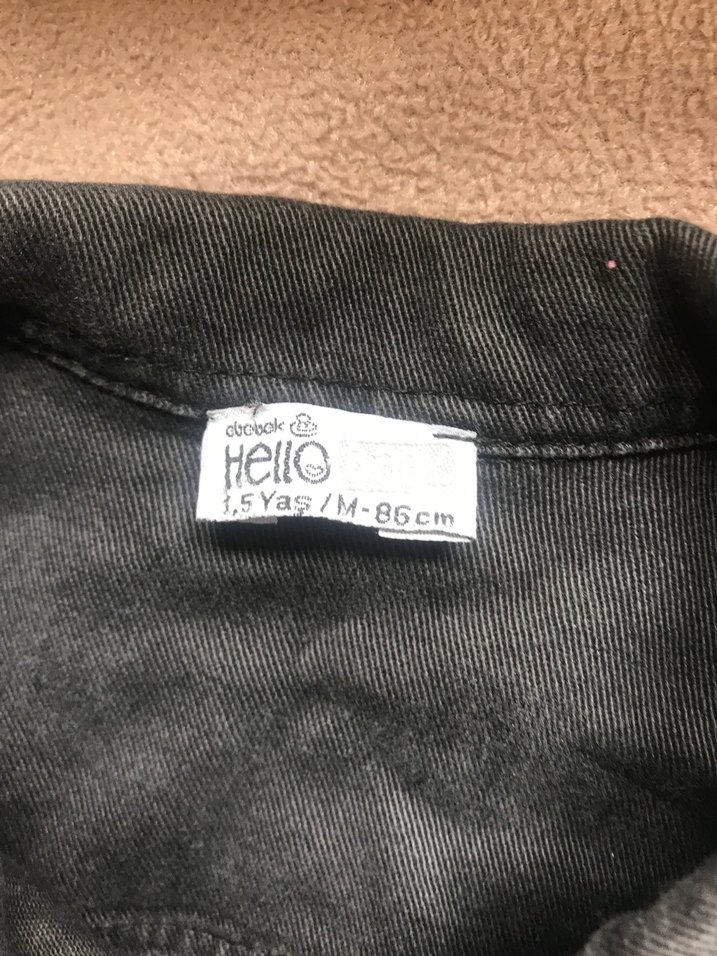 ebebek
Hello
1,5 Yaş / M - 86 cm